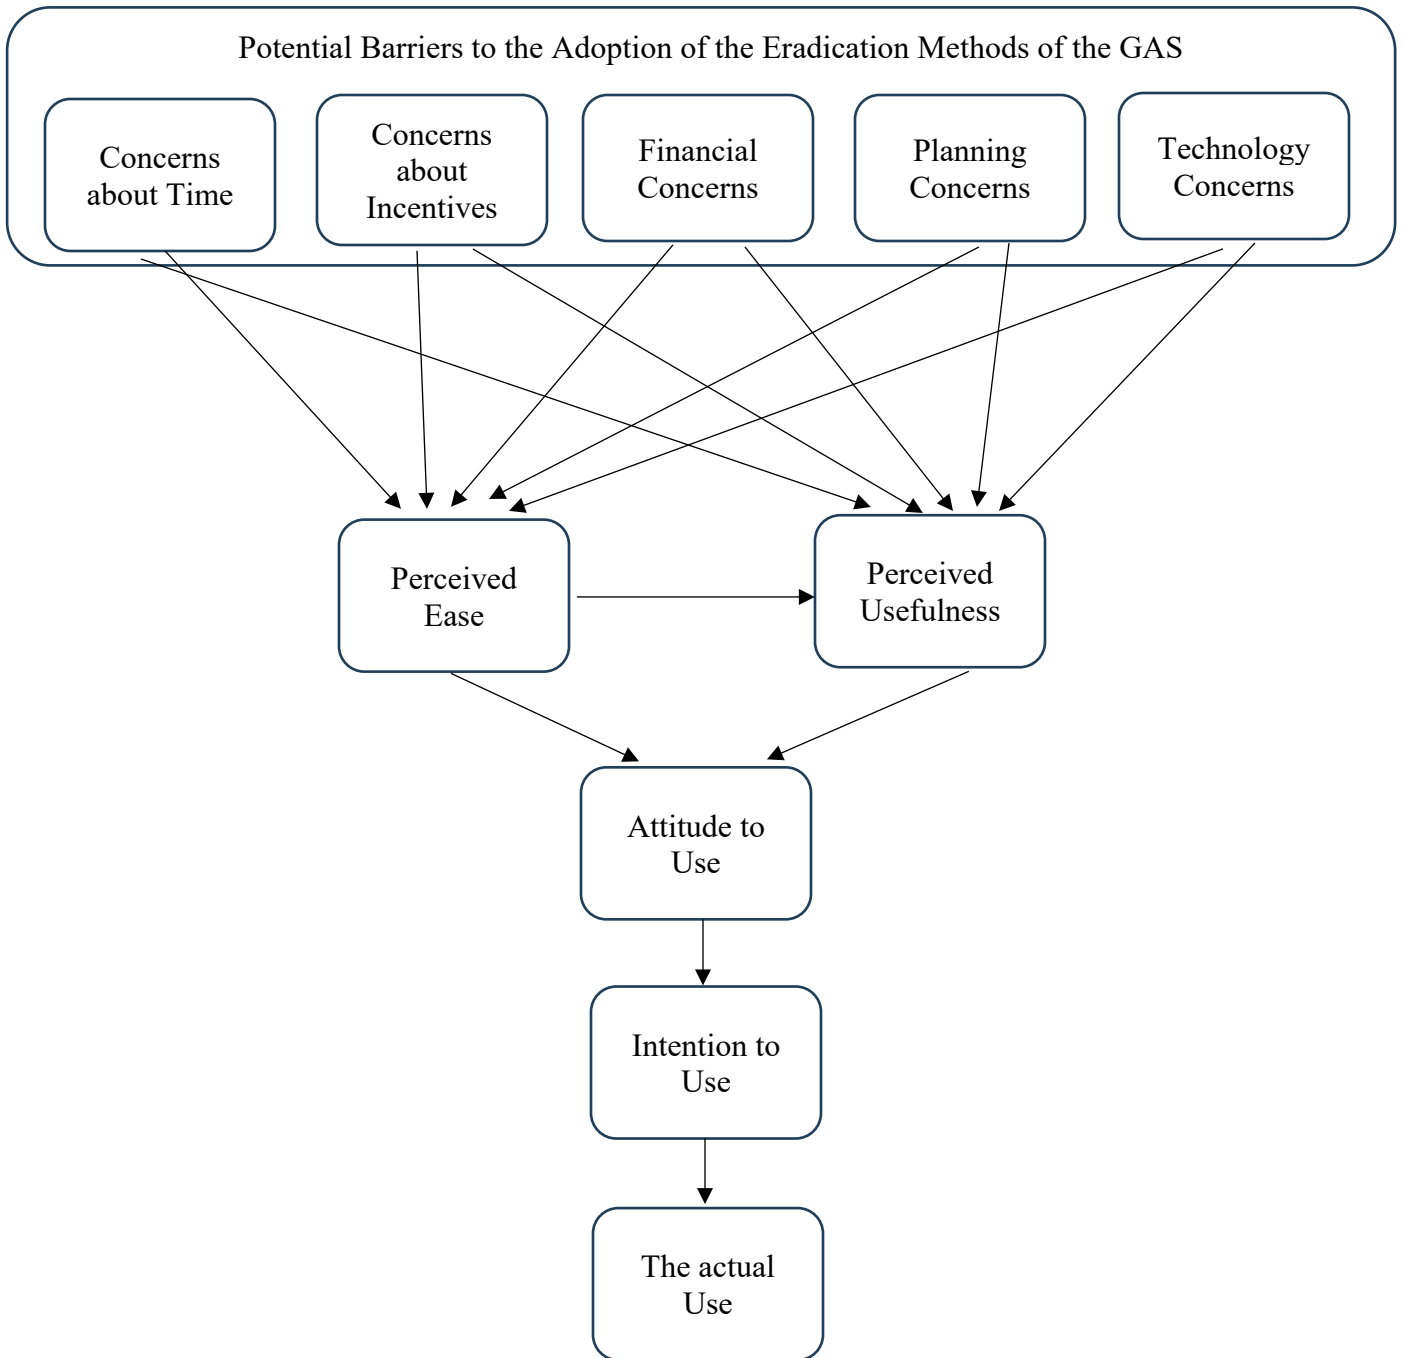 Potential Barriers to the Adoption of the Eradication Methods of the GAS
Concerns
about Time
Concerns
about
Incentives
Financial
Concerns
Planning
Concerns
Technology
Concerns
Perceived
Ease
Perceived
Usefulness
Attitude to
Use
Intention to
Use
The actual
Use